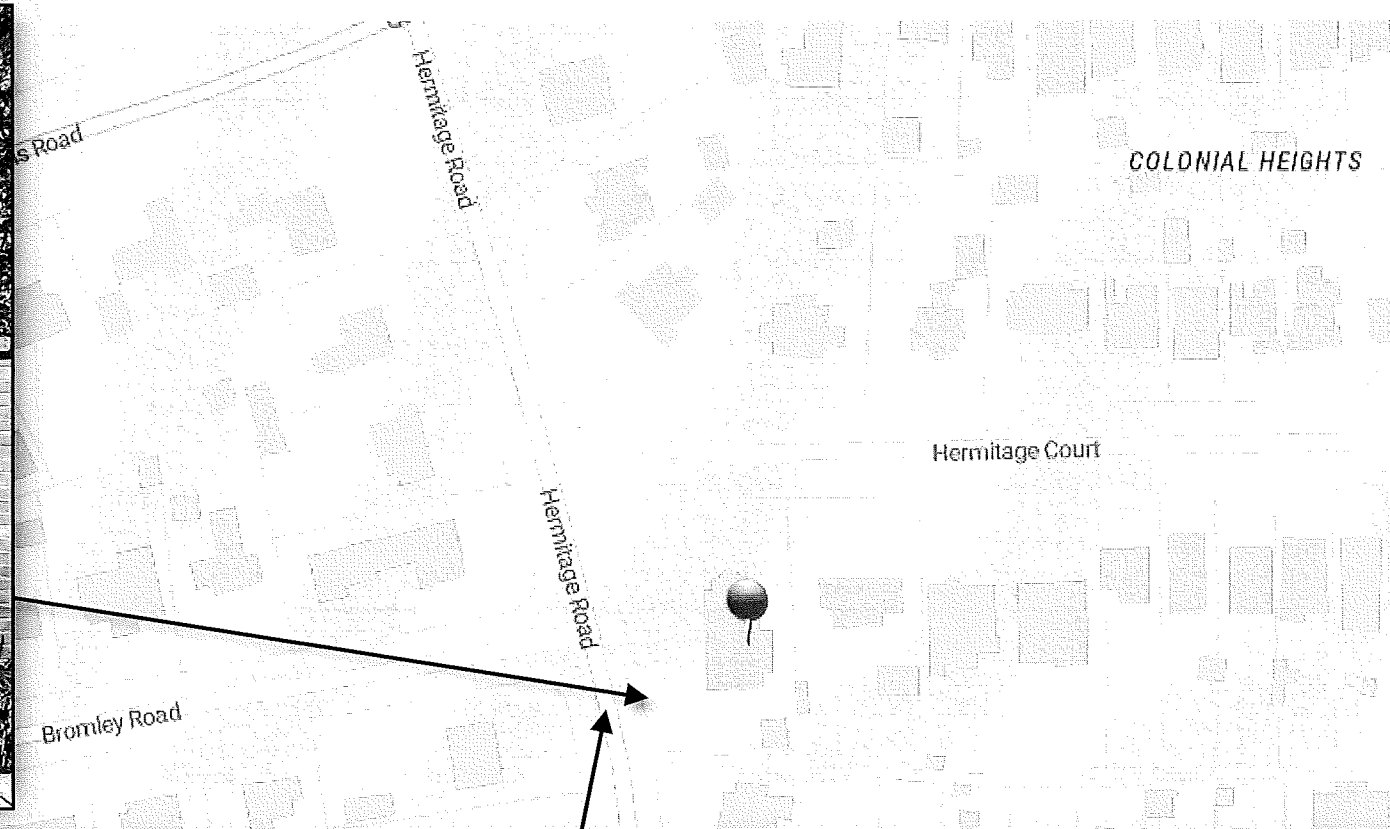 Hermitage Road
s Road
COLONIAL HEIGHTS
Hermitage Court
Hermitage Road
Bromley Road